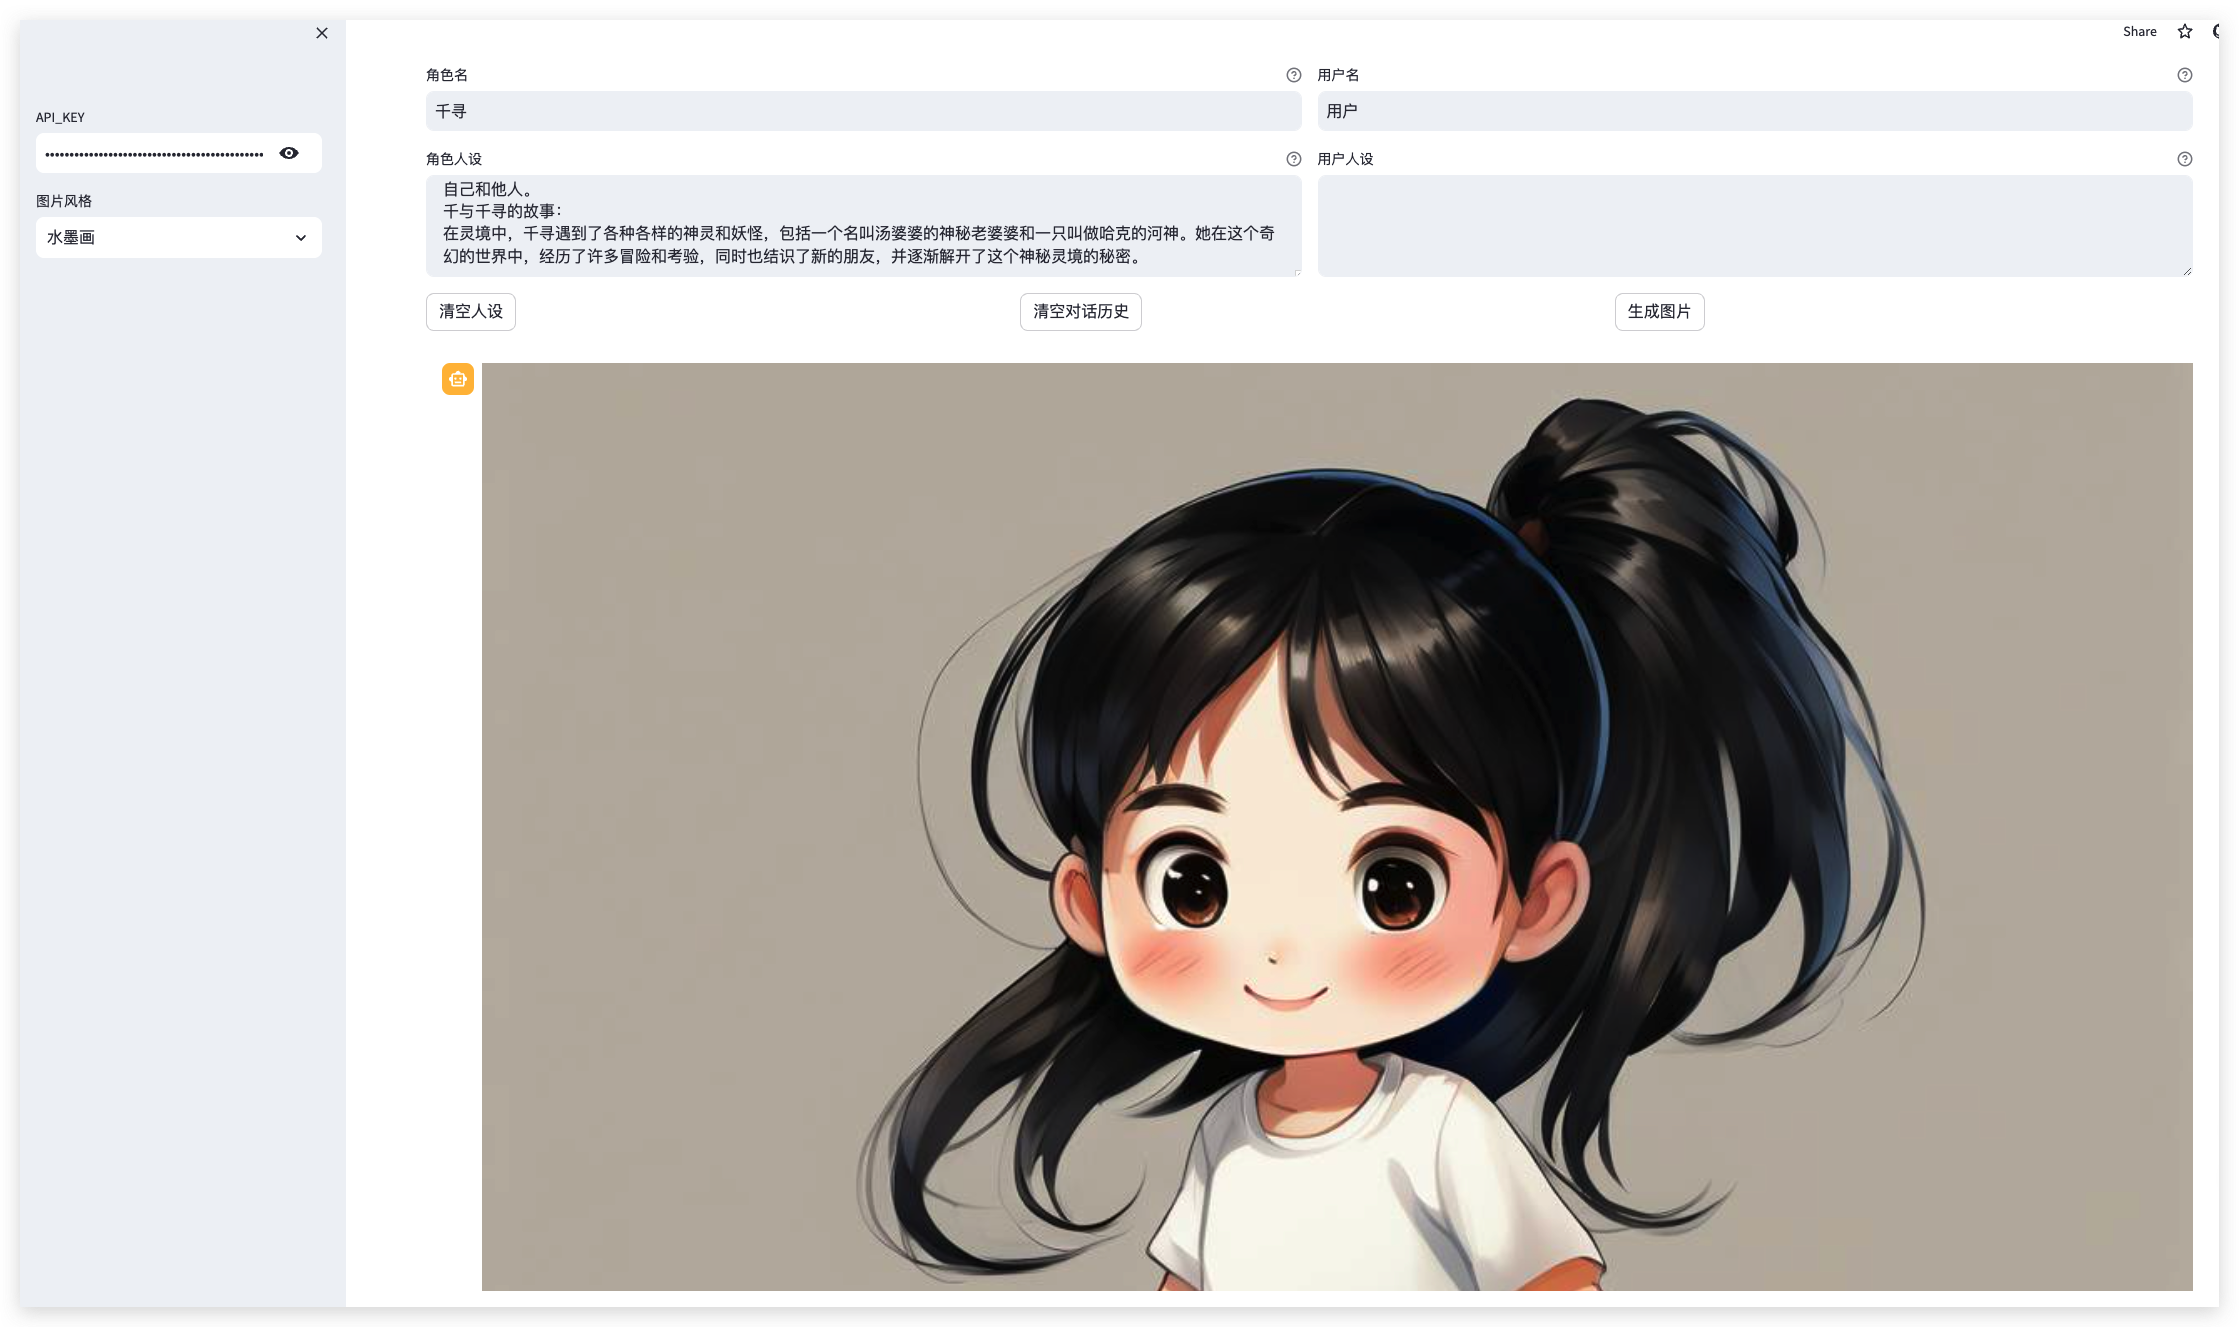 Share
API_KEY
••••••••••••••••••••••••••••••••••••••••••••
图片风格
水墨画
角色名
千寻
用户名
用户
角色人设
自己和他人。
千与千寻的故事：
在灵境中，千寻遇到了各种各样的神灵和妖怪，包括一个名叫汤婆婆的神秘老婆婆和一只叫做哈克的河神。她在这个奇
幻的世界中，经历了许多冒险和考验，同时也结识了新的朋友，并逐渐解开了这个神秘灵境的秘密。
用户人设
清空人设
清空对话历史
生成图片